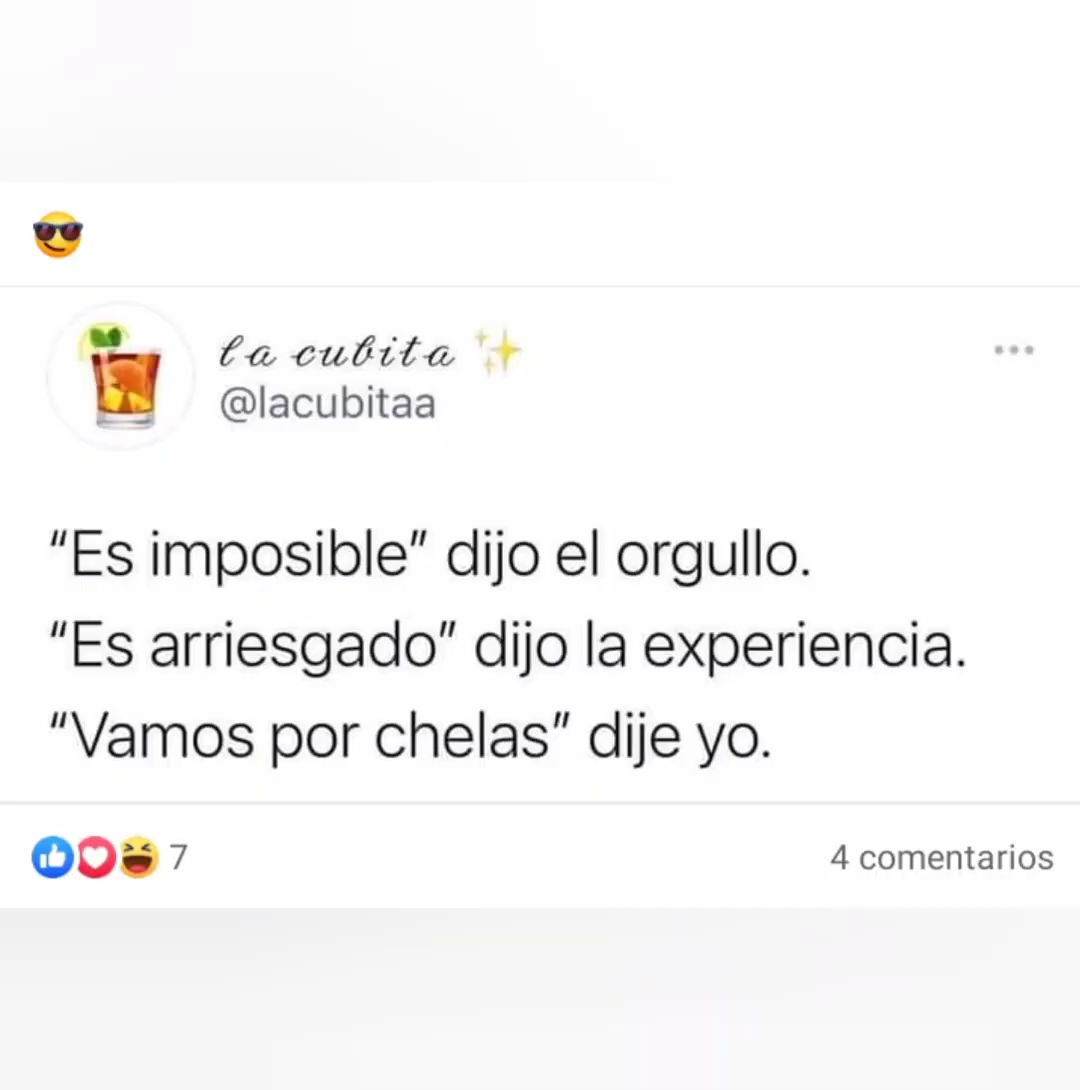 😎
la cubita ✨
@lacubitaa
“Es imposible” dijo el orgullo.
“Es arriesgado” dijo la experiencia.
“Vamos por chelas” dije yo.
7 4 comentarios